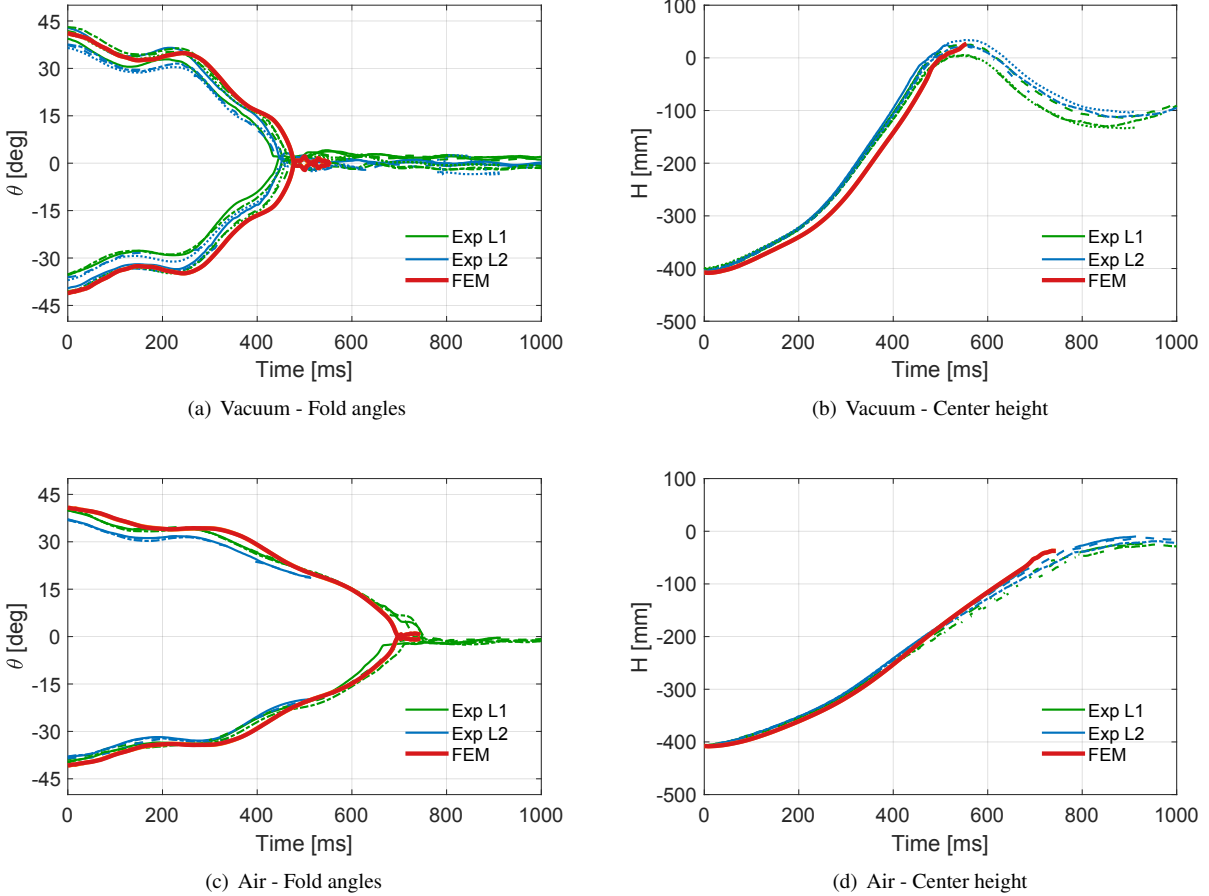 45
30
15
0
-15
-30
-45
θ [deg]
0 200 400 600 800 1000
Time [ms]
Exp L1
Exp L2
FEM
(a) Vacuum - Fold angles
100
0
-100
-200
-300
-400
-500
H [mm]
0 200 400 600 800 1000
Time [ms]
Exp L1
Exp L2
FEM
(b) Vacuum - Center height
45
30
15
0
-15
-30
-45
θ [deg]
0 200 400 600 800 1000
Time [ms]
Exp L1
Exp L2
FEM
(c) Air - Fold angles
100
0
-100
-200
-300
-400
-500
H [mm]
0 200 400 600 800 1000
Time [ms]
Exp L1
Exp L2
FEM
(d) Air - Center height